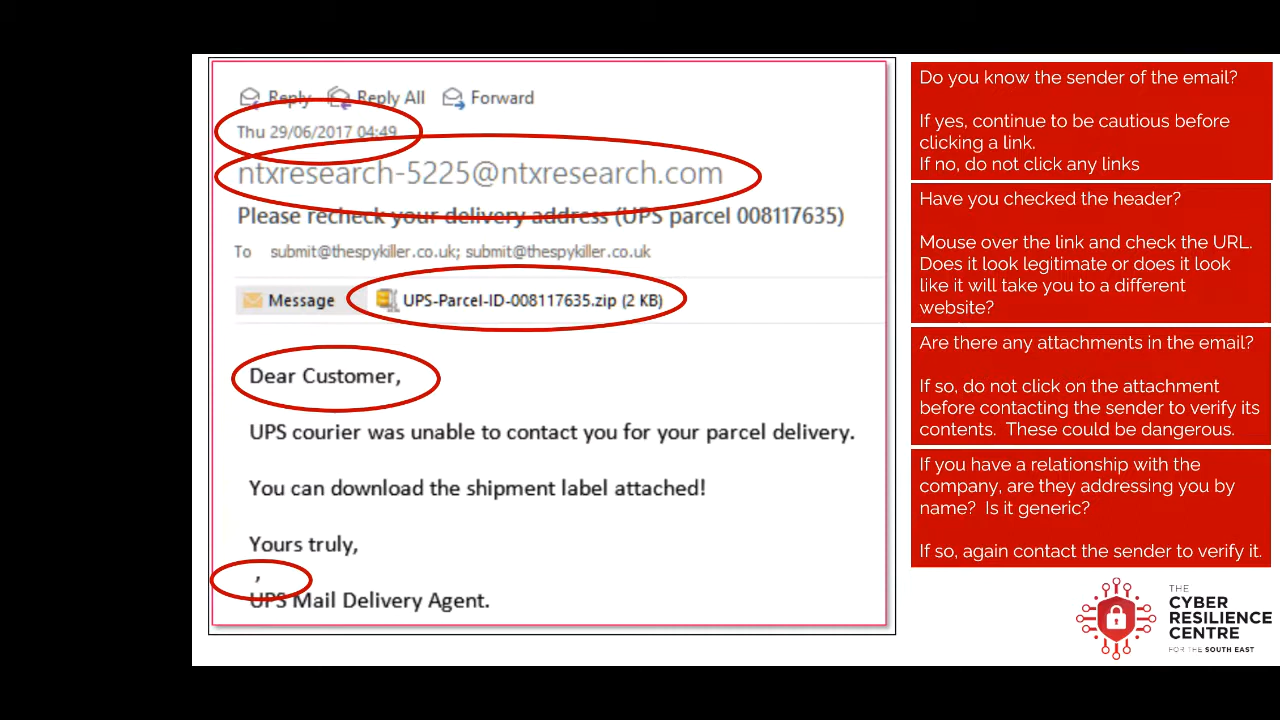 Reply Reply All Forward
Thu 29/06/2017 04:49
ntxresearch-5225@ntxresearch.com
Please recheck your delivery address (UPS parcel 008117635)
To submit@thespykiller.co.uk; submit@thespykiller.co.uk
Message UPS-Parcel-ID-008117635.zip (2 KB)
Dear Customer,
UPS courier was unable to contact you for your parcel delivery.
You can download the shipment label attached!
Yours truly,
,
UPS Mail Delivery Agent.
Do you know the sender of the email?
If yes, continue to be cautious before
clicking a link.
If no, do not click any links
Have you checked the header?
Mouse over the link and check the URL.
Does it look legitimate or does it look
like it will take you to a different
website?
Are there any attachments in the email?
If so, do not click on the attachment
before contacting the sender to verify its
contents. These could be dangerous.
If you have a relationship with the
company, are they addressing you by
name? Is it generic?
If so, again contact the sender to verify it.
THE
CYBER
RESILIENCE
CENTRE
FOR THE SOUTH EAST